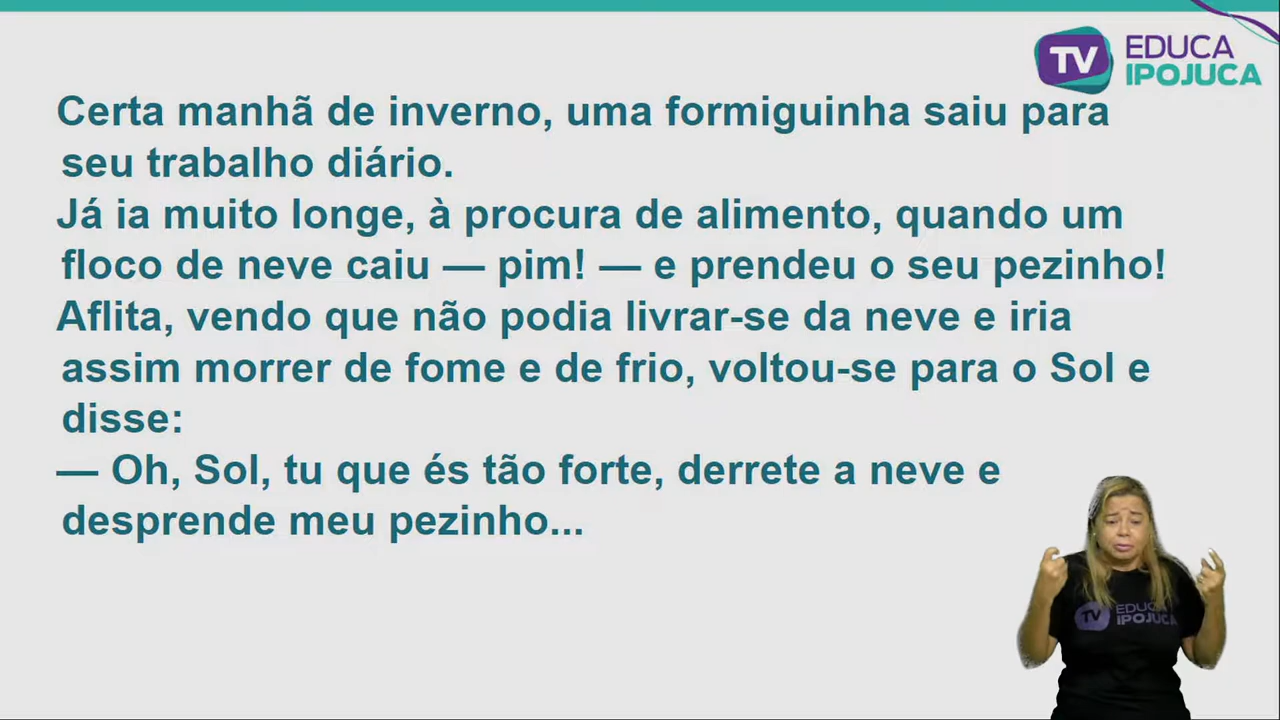 TV EDUCA
IPOJUCA
Certa manhã de inverno, uma formiguinha saiu para
seu trabalho diário.
Já ia muito longe, à procura de alimento, quando um
floco de neve caiu — pim! — e prendeu o seu pezinho!
Aflita, vendo que não podia livrar-se da neve e iria
assim morrer de fome e de frio, voltou-se para o Sol e
disse:
— Oh, Sol, tu que és tão forte, derrete a neve e
desprende meu pezinho...
TV EDUCA
IPOJUCA